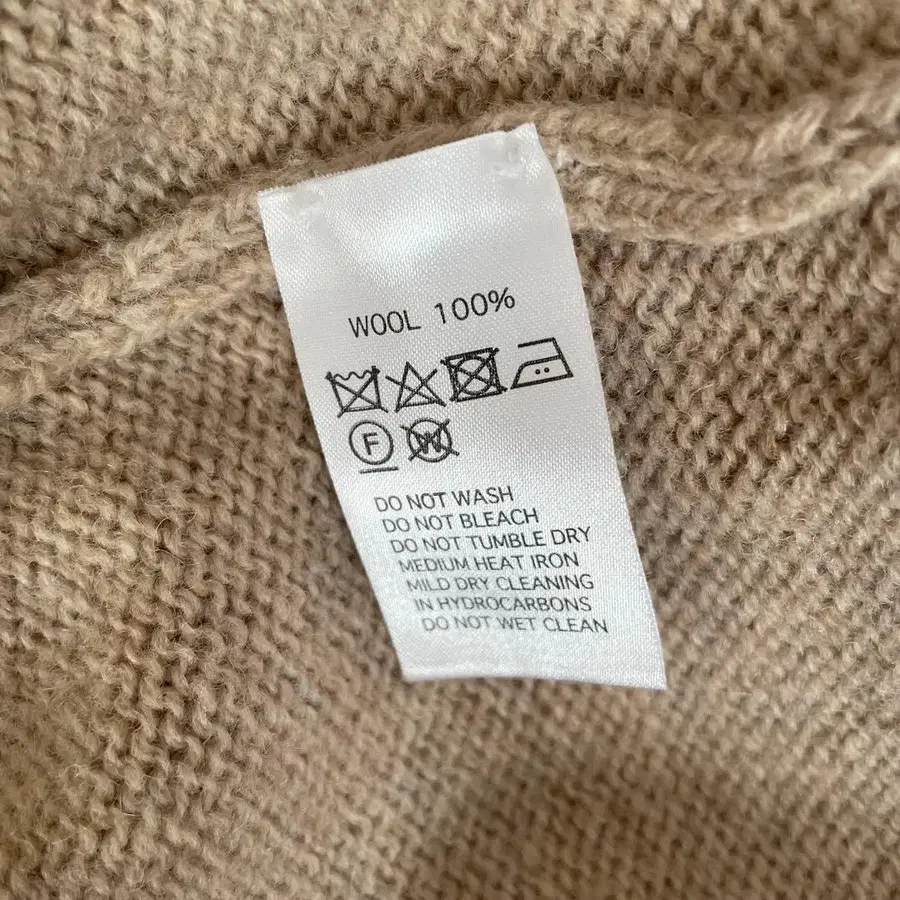 WOOL 100%
F W
DO NOT WASH
DO NOT BLEACH
DO NOT TUMBLE DRY
MEDIUM HEAT IRON
MILD DRY CLEANING
IN HYDROCARBONS
DO NOT WET CLEAN